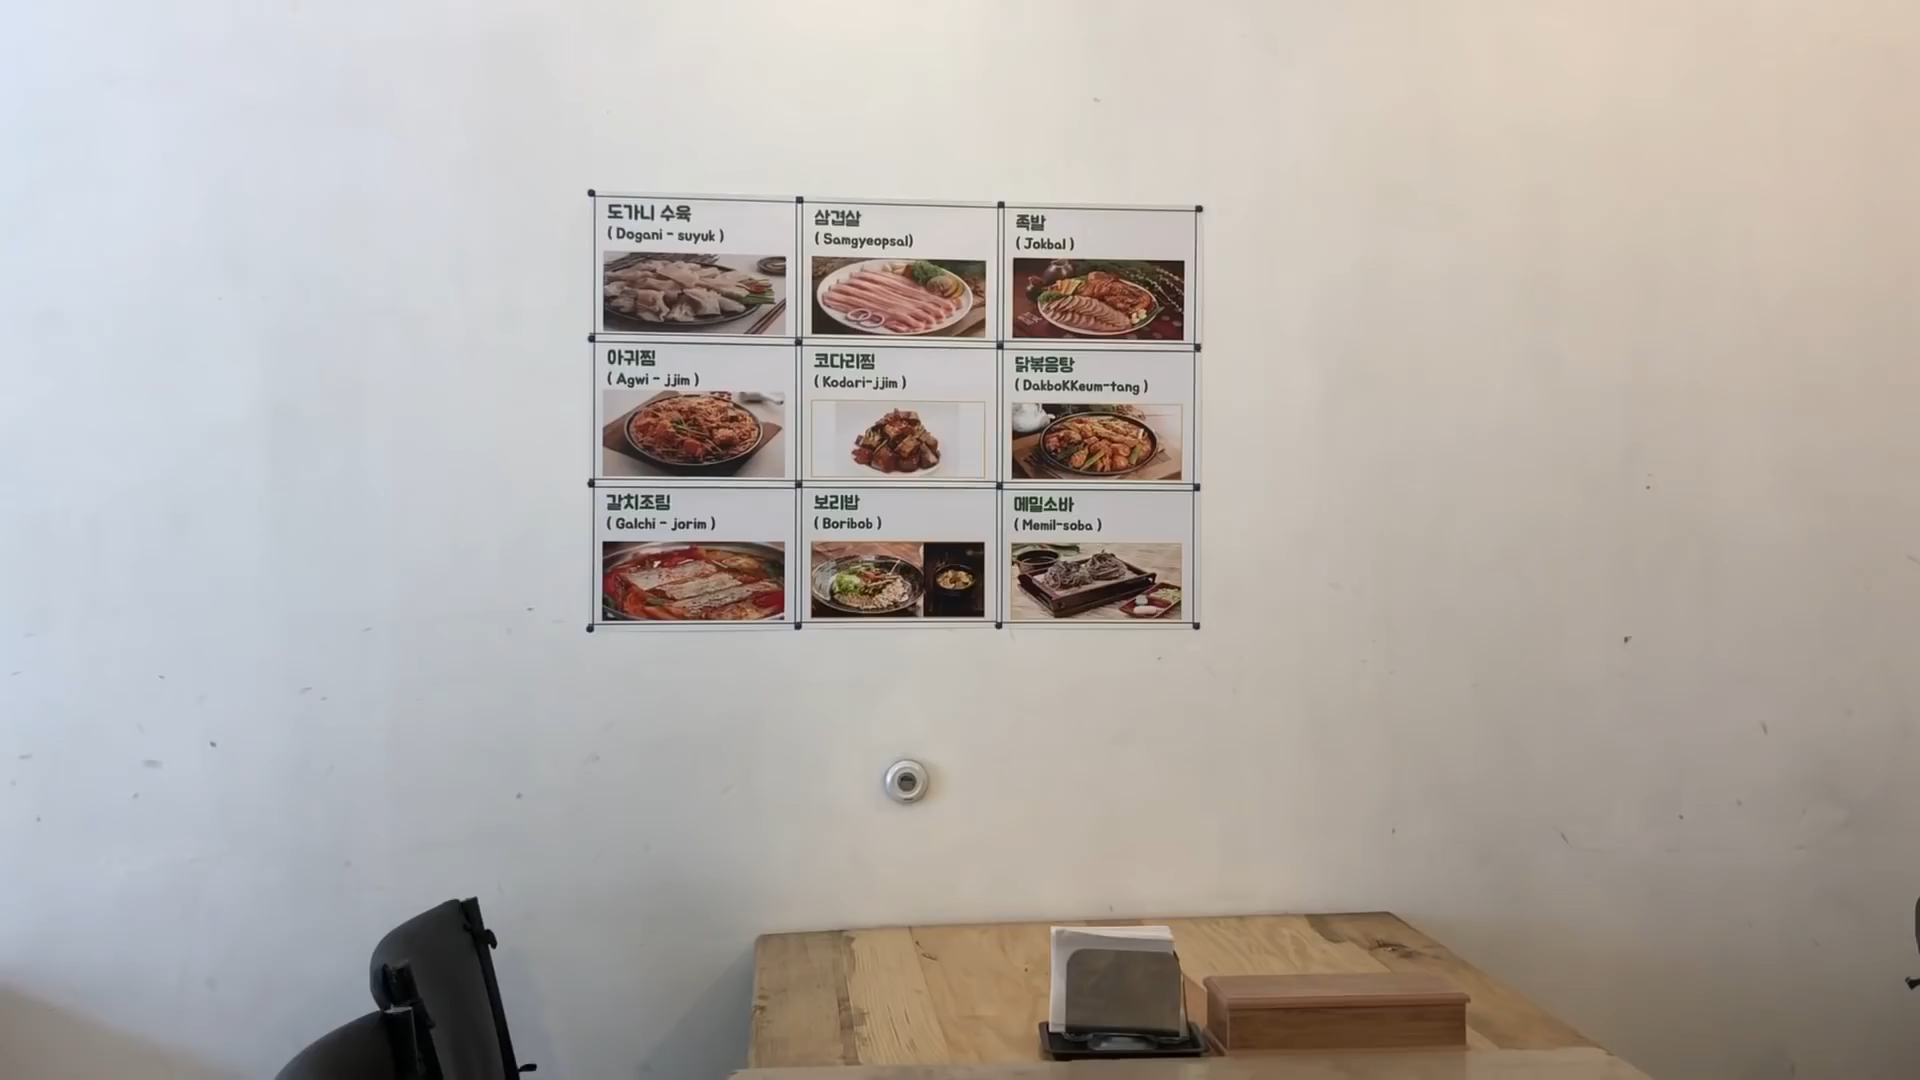 도가니 수육
( Dogani - suyuk )
삼겹살
( Samgyeopsal)
족발
( Jokbal )
아귀찜
( Agwi - jjim )
코다리찜
( Kodari-jjim )
닭볶음탕
( DakboKKeum-tang )
갈치조림
( Galchi - jorim )
보리밥
( Boribob )
메밀소바
( Memil-soba )